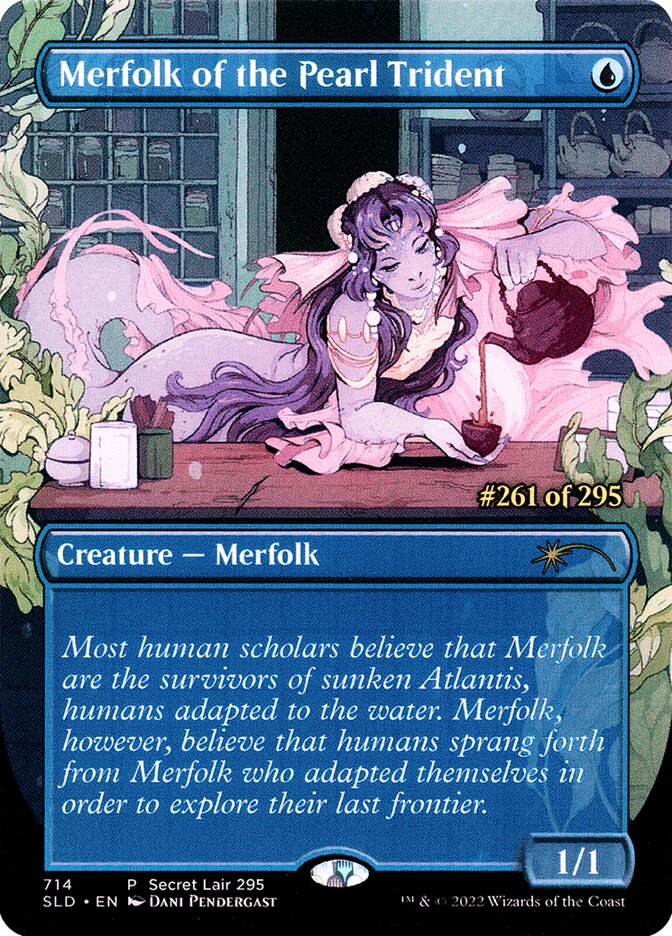 Merfolk of the Pearl Trident
#261 of 295
Creature — Merfolk
Most human scholars believe that Merfolk
are the survivors of sunken Atlantis,
humans adapted to the water. Merfolk,
however, believe that humans sprang forth
from Merfolk who adapted themselves in
order to explore their last frontier.
1/1
714 P Secret Lair 295
SLD • EN Dani Pendergast
™ & © 2022 Wizards of the Coast